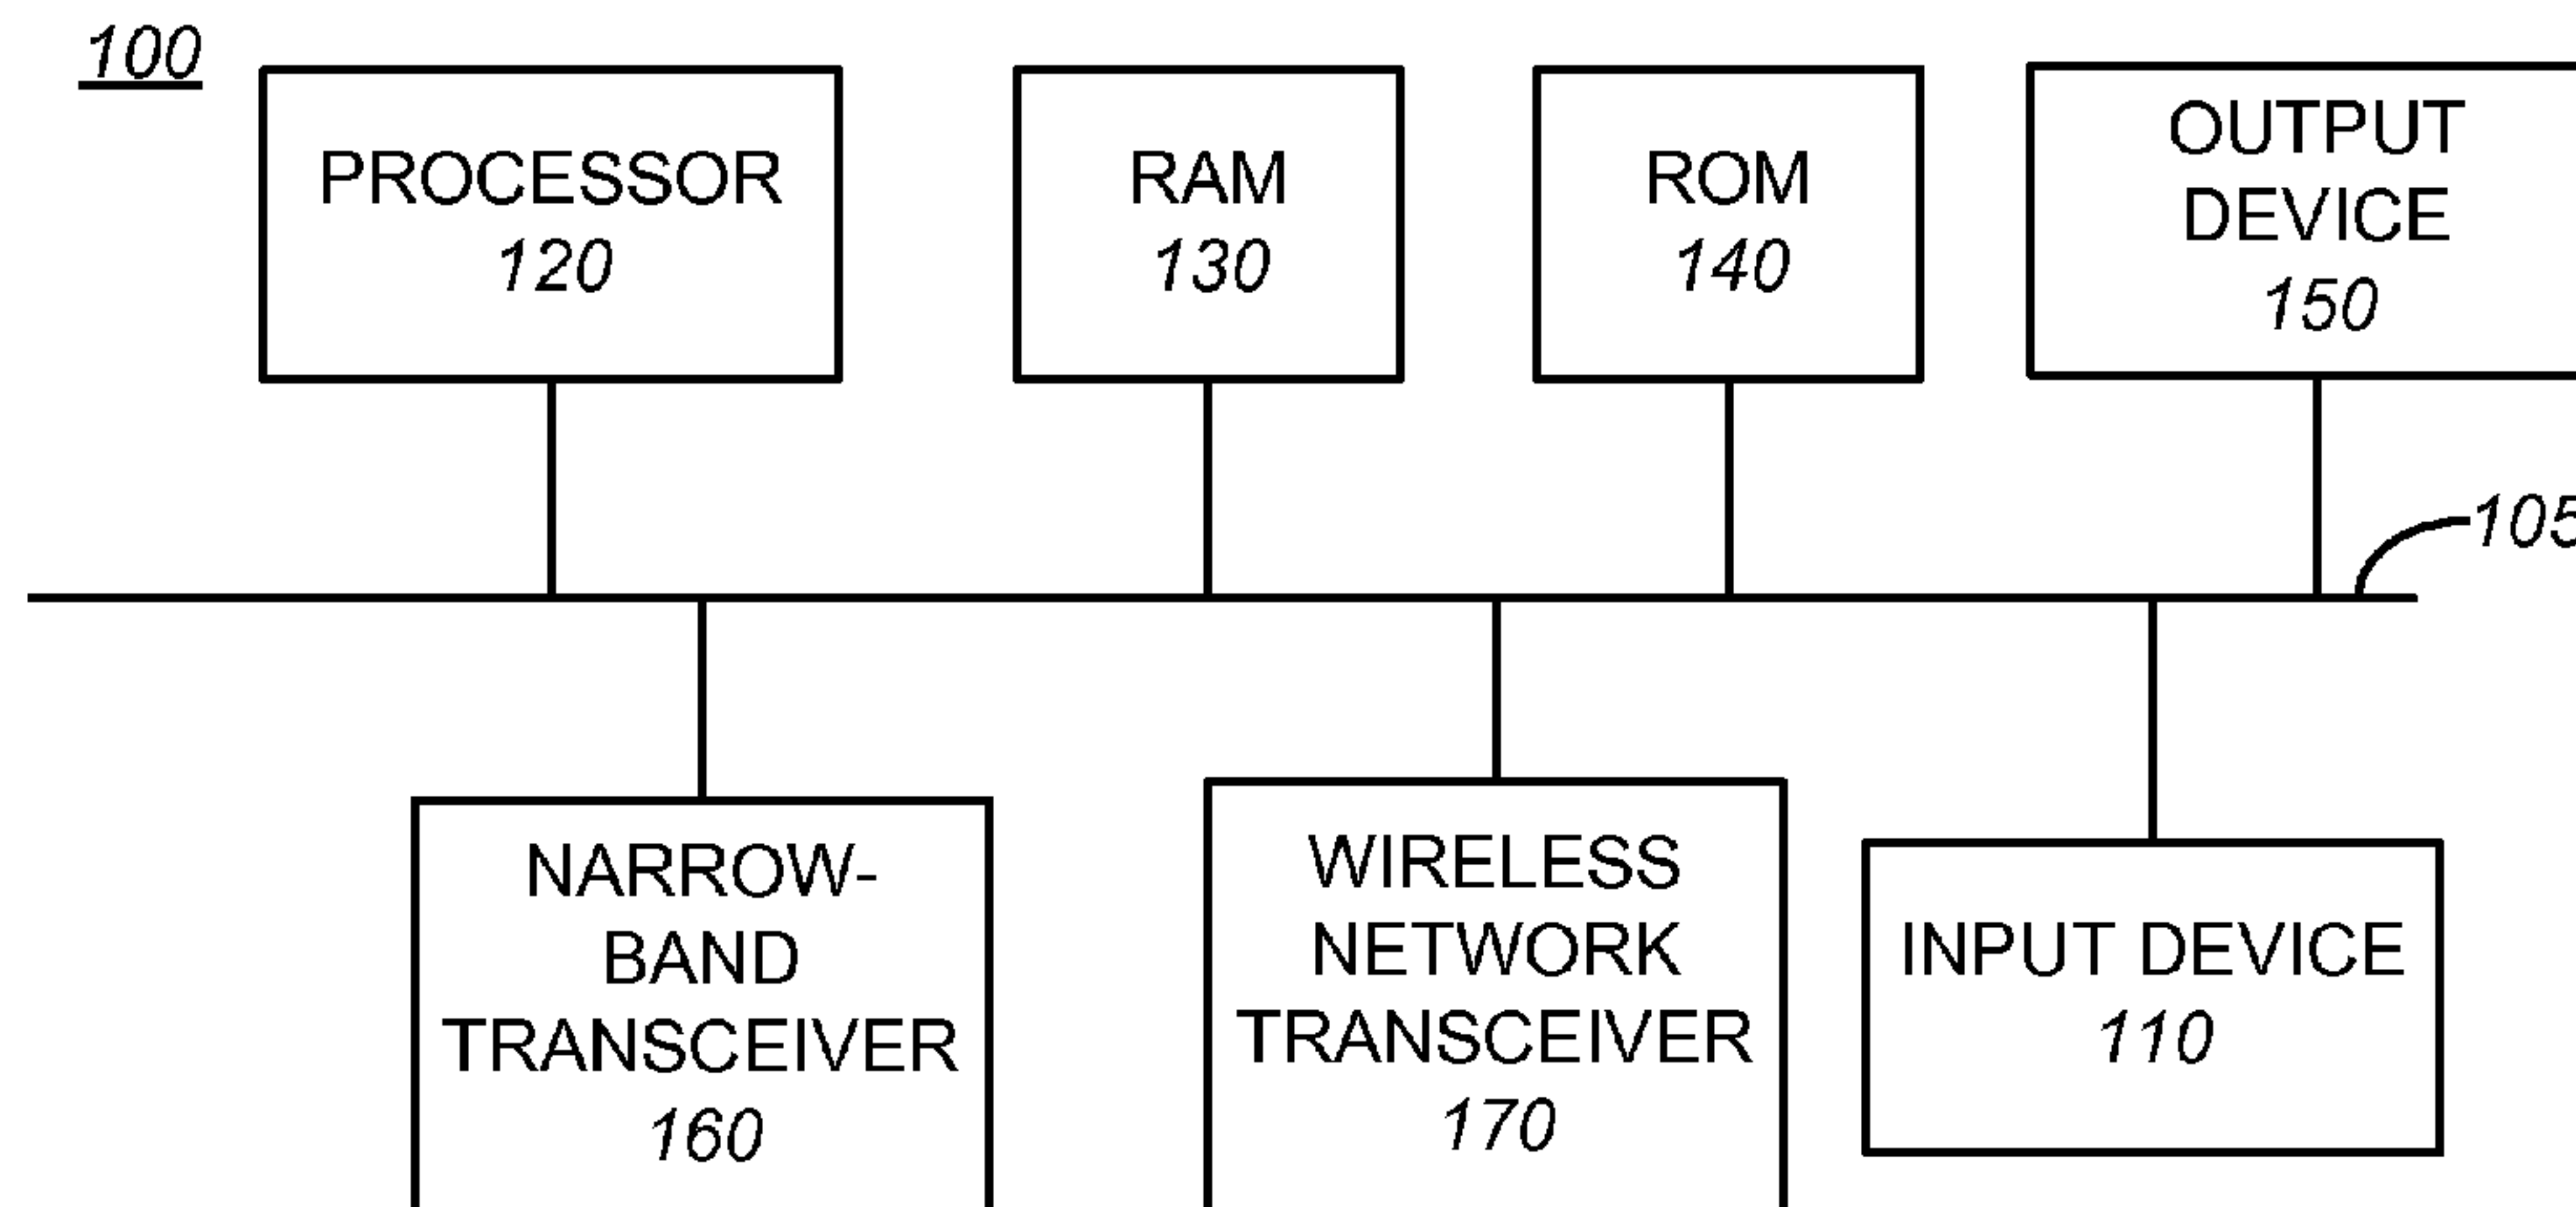 100
PROCESSOR
120
RAM
130
ROM
140
OUTPUT
DEVICE
150
105
NARROW-
BAND
TRANSCEIVER
160
WIRELESS
NETWORK
TRANSCEIVER
170
INPUT DEVICE
110